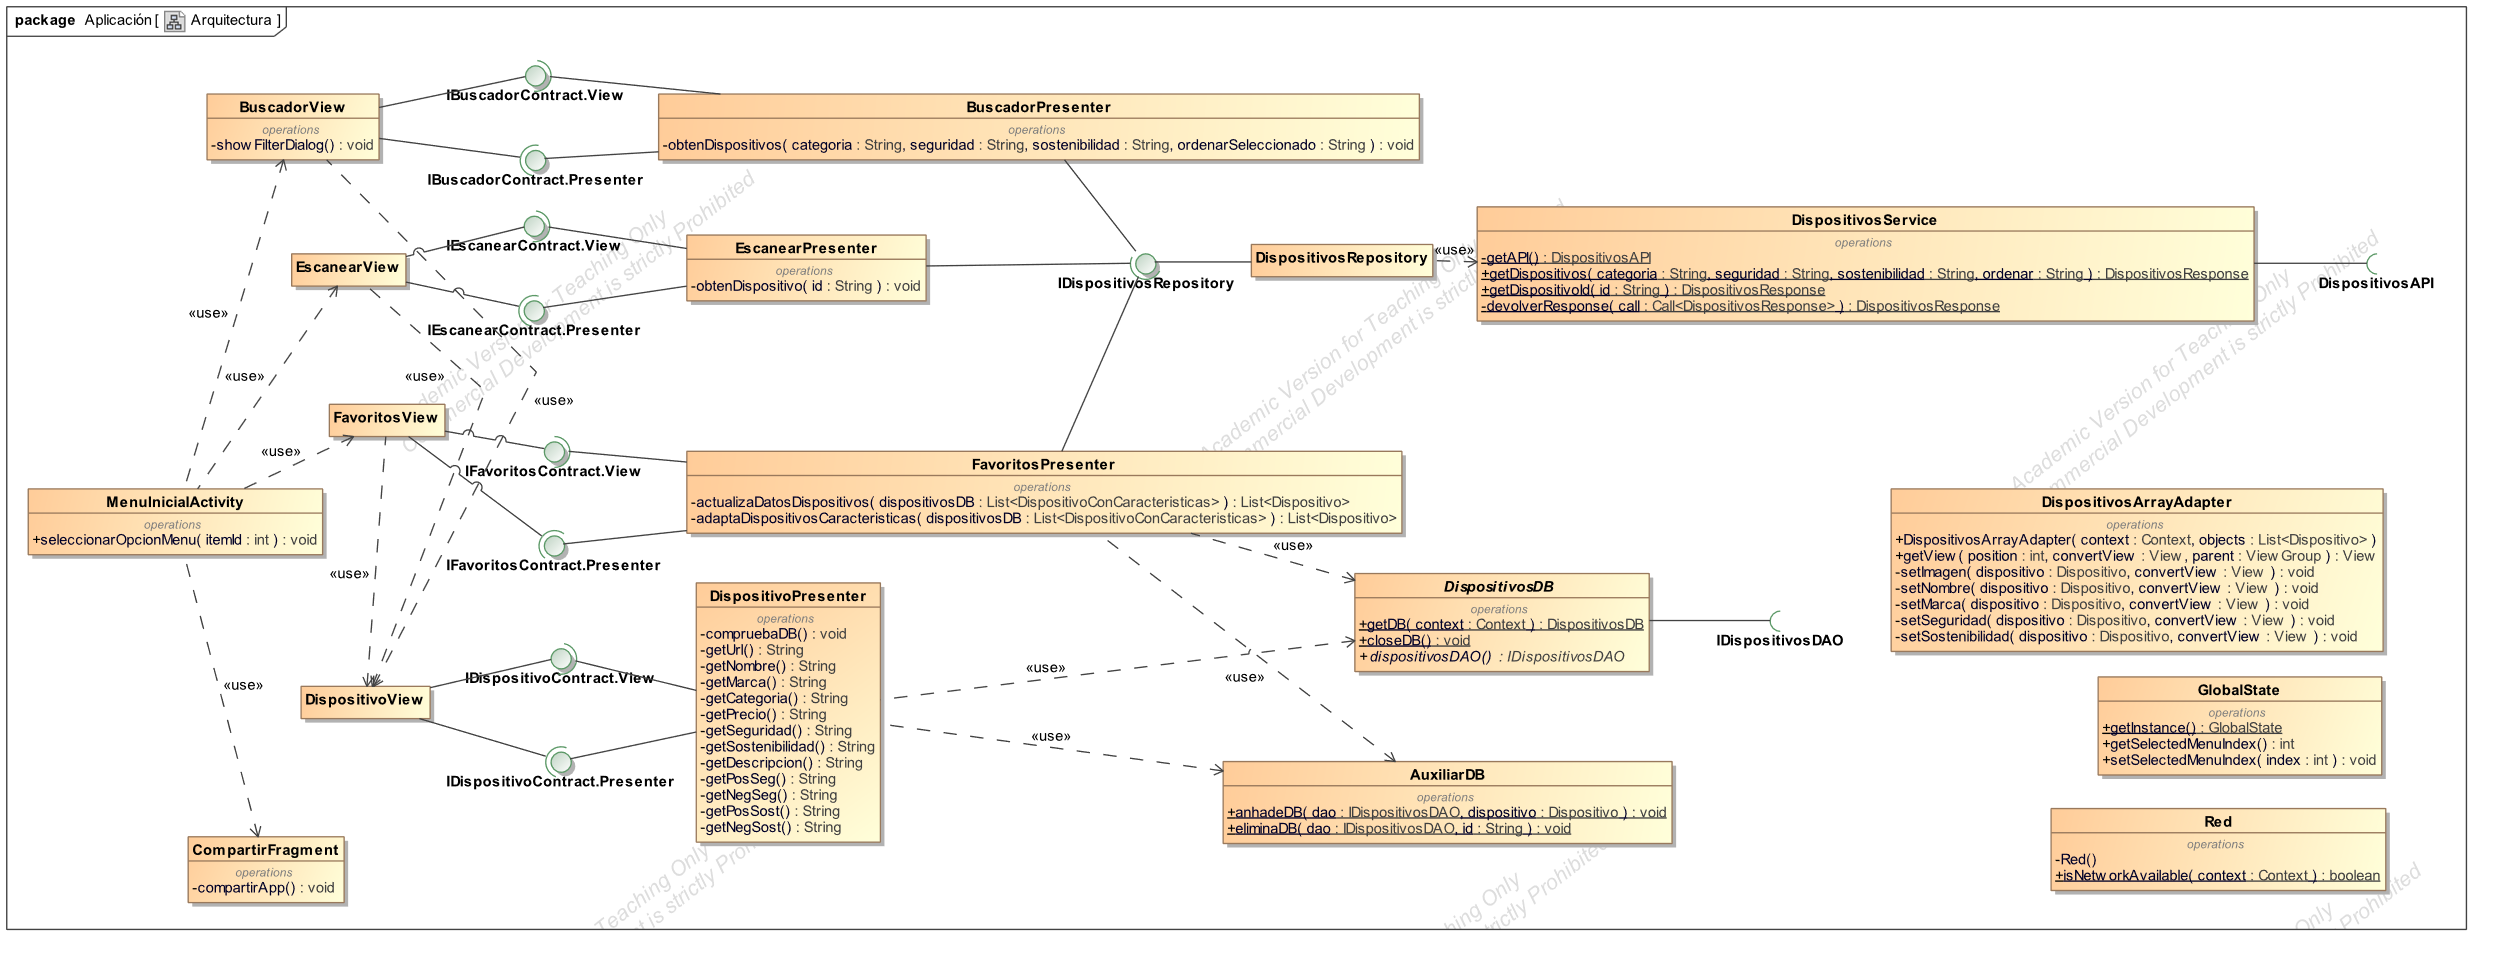 package Aplicación [ Arquitectura ]
IBuscadorContract.View
BuscadorView
operations
-showFilterDialog() : void
BuscadorPresenter
operations
-obtenDispositivos( categoria : String, seguridad : String, sostenibilidad : String, ordenarSeleccionado : String ) : void
IBuscadorContract.Presenter
IEscanearContract.View
EscanearView
EscanearPresenter
operations
-obtenDispositivo( id : String ) : void
IEscanearContract.Presenter
IDispositivosRepository
DispositivosRepository
«use»
DispositivosService
operations
-getAPI() : DispositivosAPI
+getDispositivos( categoria : String, seguridad : String, sostenibilidad : String, ordenar : String ) : DispositivosResponse
+getDispositivoId( id : String ) : DispositivosResponse
-devolverResponse( call : Call<DispositivosResponse> ) : DispositivosResponse
DispositivosAPI
«use»
«use»
«use»
«use»
«use»
FavoritosView
IFavoritosContract.View
FavoritosPresenter
operations
-actualizaDatosDispositivos( dispositivosDB : List<DispositivoConCaracteristicas> ) : List<Dispositivo>
-adaptaDispositivosCaracteristicas( dispositivosDB : List<DispositivoConCaracteristicas> ) : List<Dispositivo>
IFavoritosContract.Presenter
MenuInicialActivity
operations
+seleccionarOpcionMenu( itemId : int ) : void
«use»
«use»
«use»
DispositivosDB
operations
+getDB( context : Context ) : DispositivosDB
+closeDB() : void
+dispositivosDAO() : IDispositivosDAO
IDispositivosDAO
DispositivosArrayAdapter
operations
+DispositivosArrayAdapter( context : Context, objects : List<Dispositivo> )
+getView( position : int, convertView : View, parent : ViewGroup ) : View
-setImagen( dispositivo : Dispositivo, convertView : View ) : void
-setNombre( dispositivo : Dispositivo, convertView : View ) : void
-setMarca( dispositivo : Dispositivo, convertView : View ) : void
-setSeguridad( dispositivo : Dispositivo, convertView : View ) : void
-setSostenibilidad( dispositivo : Dispositivo, convertView : View ) : void
DispositivoPresenter
operations
-compruebaDB() : void
-getUrl() : String
-getNombre() : String
-getMarca() : String
-getCategoria() : String
-getPrecio() : String
-getSeguridad() : String
-getSostenibilidad() : String
-getDescripcion() : String
-getPosSeg() : String
-getNegSeg() : String
-getPosSost() : String
-getNegSost() : String
DispositivoView
IDispositivoContract.View
IDispositivoContract.Presenter
«use»
«use»
«use»
AuxiliarDB
operations
+anhadeDB( dao : IDispositivosDAO, dispositivo : Dispositivo ) : void
+eliminaDB( dao : IDispositivosDAO, id : String ) : void
GlobalState
operations
+getInstance() : GlobalState
+getSelectedMenuIndex() : int
+setSelectedMenuIndex( index : int ) : void
Red
operations
-Red()
+isNetworkAvailable( context : Context ) : boolean
CompartirFragment
operations
-compartirApp() : void